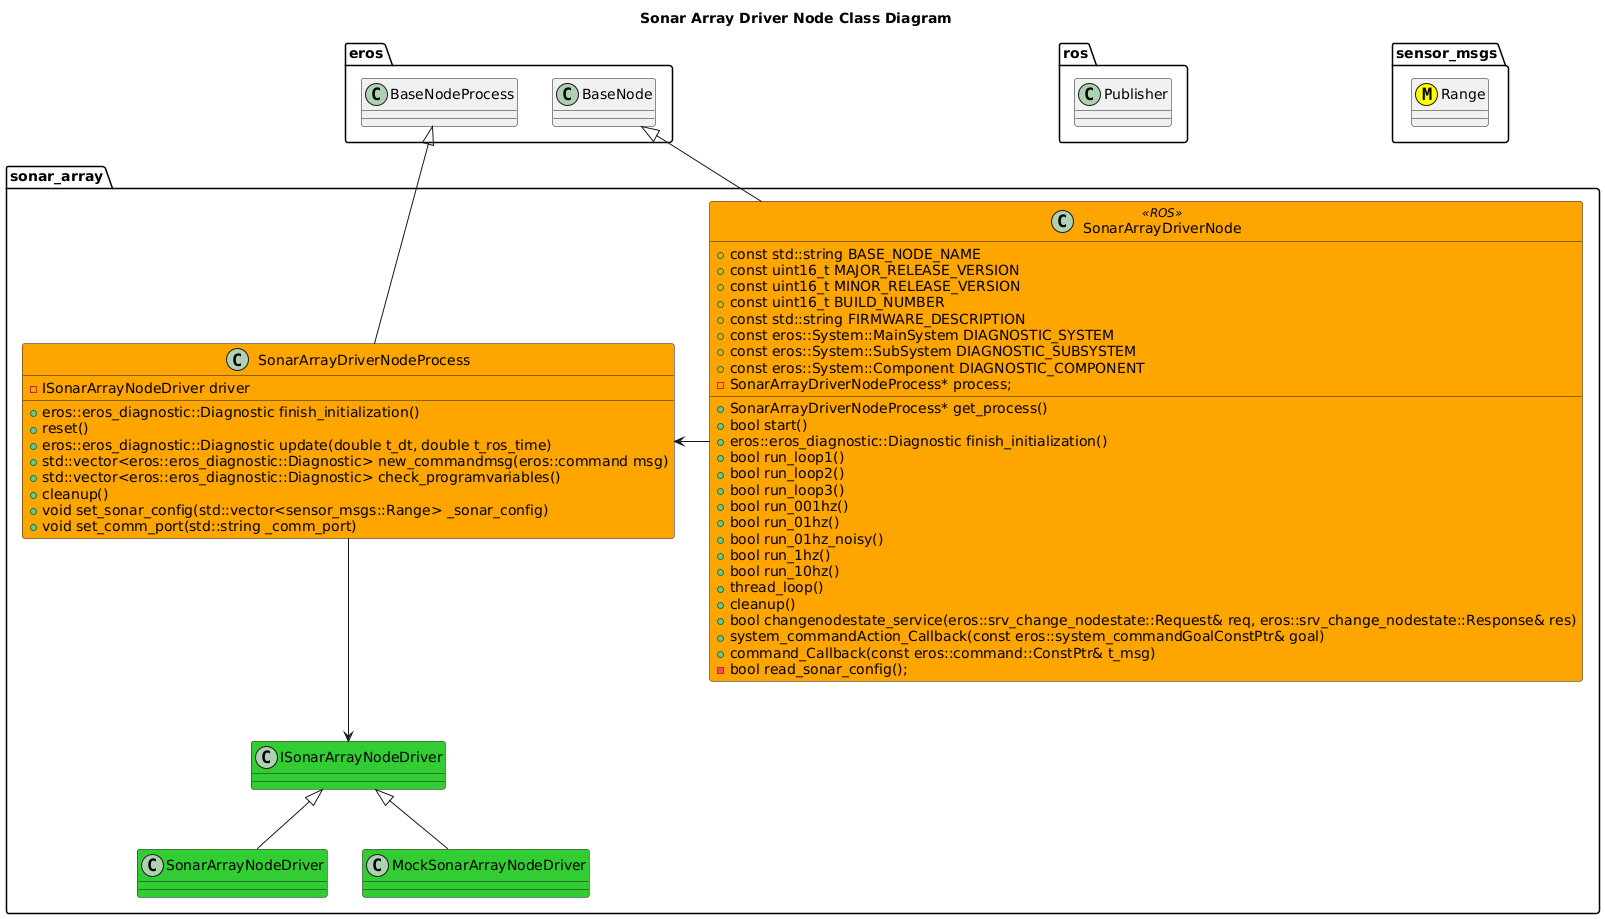 Sonar Array Driver Node Class Diagram
eros
ros
sensor_msgs
C BaseNodeProcess
C BaseNode
C Publisher
M Range
sonar_array
«ROS»
C SonarArrayDriverNode
const std::string BASE_NODE_NAME
const uint16_t MAJOR_RELEASE_VERSION
const uint16_t MINOR_RELEASE_VERSION
const uint16_t BUILD_NUMBER
const std::string FIRMWARE_DESCRIPTION
const eros::System::MainSystem DIAGNOSTIC_SYSTEM
const eros::System::SubSystem DIAGNOSTIC_SUBSYSTEM
const eros::System::Component DIAGNOSTIC_COMPONENT
SonarArrayDriverNodeProcess* process;
SonarArrayDriverNodeProcess* get_process()
bool start()
eros::eros_diagnostic::Diagnostic finish_initialization()
bool run_loop1()
bool run_loop2()
bool run_loop3()
bool run_001hz()
bool run_01hz()
bool run_01hz_noisy()
bool run_1hz()
bool run_10hz()
thread_loop()
cleanup()
bool changenodestate_service(eros::srv_change_nodestate::Request& req, eros::srv_change_nodestate::Response& res)
system_commandAction_Callback(const eros::system_commandGoalConstPtr& goal)
command_Callback(const eros::command::ConstPtr& t_msg)
bool read_sonar_config();
C SonarArrayDriverNodeProcess
ISonarArrayNodeDriver driver
eros::eros_diagnostic::Diagnostic finish_initialization()
reset()
eros::eros_diagnostic::Diagnostic update(double t_dt, double t_ros_time)
std::vector<eros::eros_diagnostic::Diagnostic> new_commandmsg(eros::command msg)
std::vector<eros::eros_diagnostic::Diagnostic> check_programvariables()
cleanup()
void set_sonar_config(std::vector<sensor_msgs::Range> _sonar_config)
void set_comm_port(std::string _comm_port)
C ISonarArrayNodeDriver
C SonarArrayNodeDriver
C MockSonarArrayNodeDriver